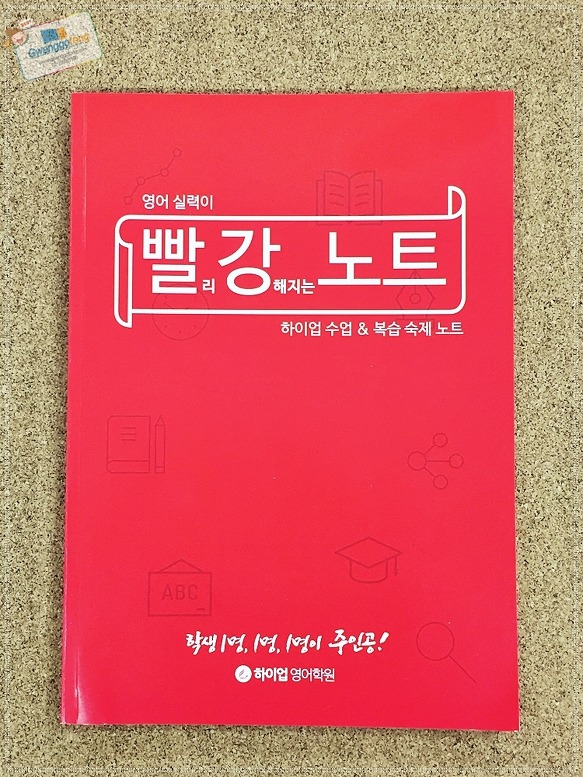 Gwanggofang
영어 실력이
빨리 강해지는 노트
하이업 수업 & 복습 숙제 노트
ABC
학생 1명, 1명, 1명이 주인공!
하이업 영어학원